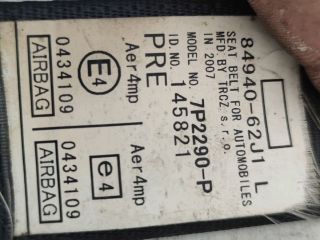 84940-62J1 L
SEAT BELT FOR AUTOMOBILES
MFD BY TRCZ s.r.o.
IN 2007
MODEL NO. 7P2290-P
ID.NO. 145821
PRE
Aer4mp Aer4mp
E4 e4
0434109 0434109
AIRBAG AIRBAG